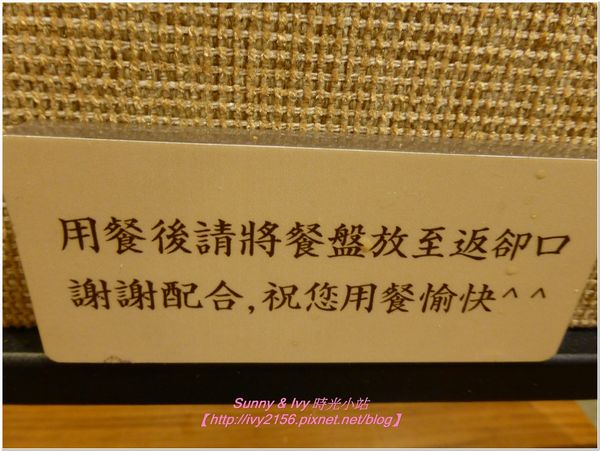 用餐後請將餐盤放至返卻口
謝謝配合,祝您用餐愉快^ ^
Sunny & Ivy 時光小站
【http://ivy2156.pixnet.net/blog】